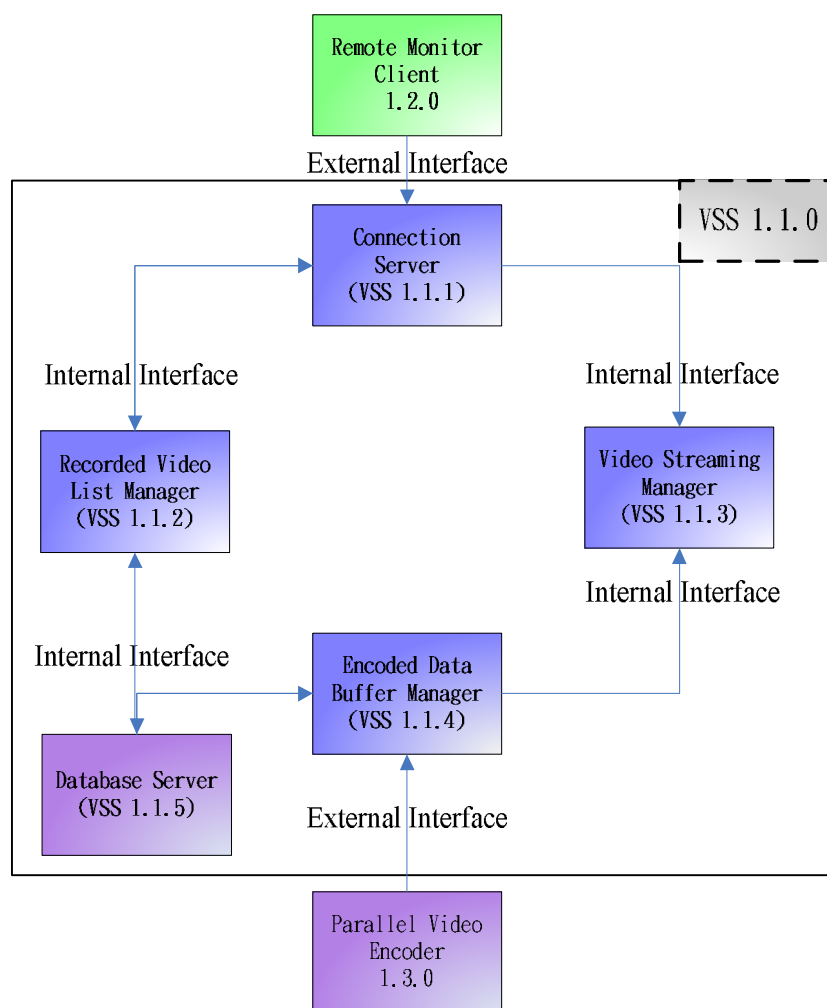 Remote Monitor
Client
1.2.0
External Interface
VSS 1.1.0
Connection
Server
(VSS 1.1.1)
Internal Interface
Internal Interface
Recorded Video
List Manager
(VSS 1.1.2)
Video Streaming
Manager
(VSS 1.1.3)
Internal Interface
Internal Interface
Encoded Data
Buffer Manager
(VSS 1.1.4)
Database Server
(VSS 1.1.5)
External Interface
Parallel Video
Encoder
1.3.0